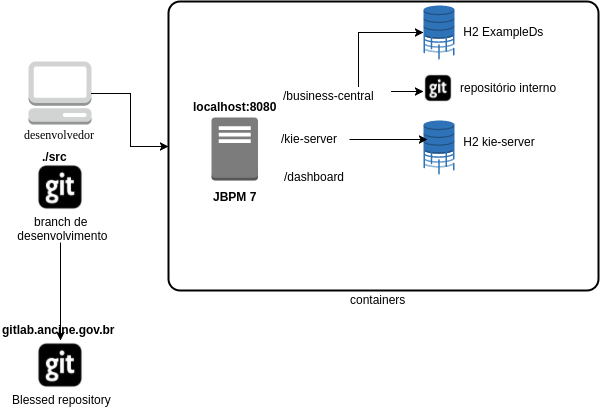 H2 ExampleDs
git
repositório interno
/business-central
localhost:8080
/kie-server
H2 kie-server
/dashboard
JBPM 7
containers
desenvolvedor
./src
git
branch de
desenvolvimento
gitlab.ancine.gov.br
git
Blessed repository